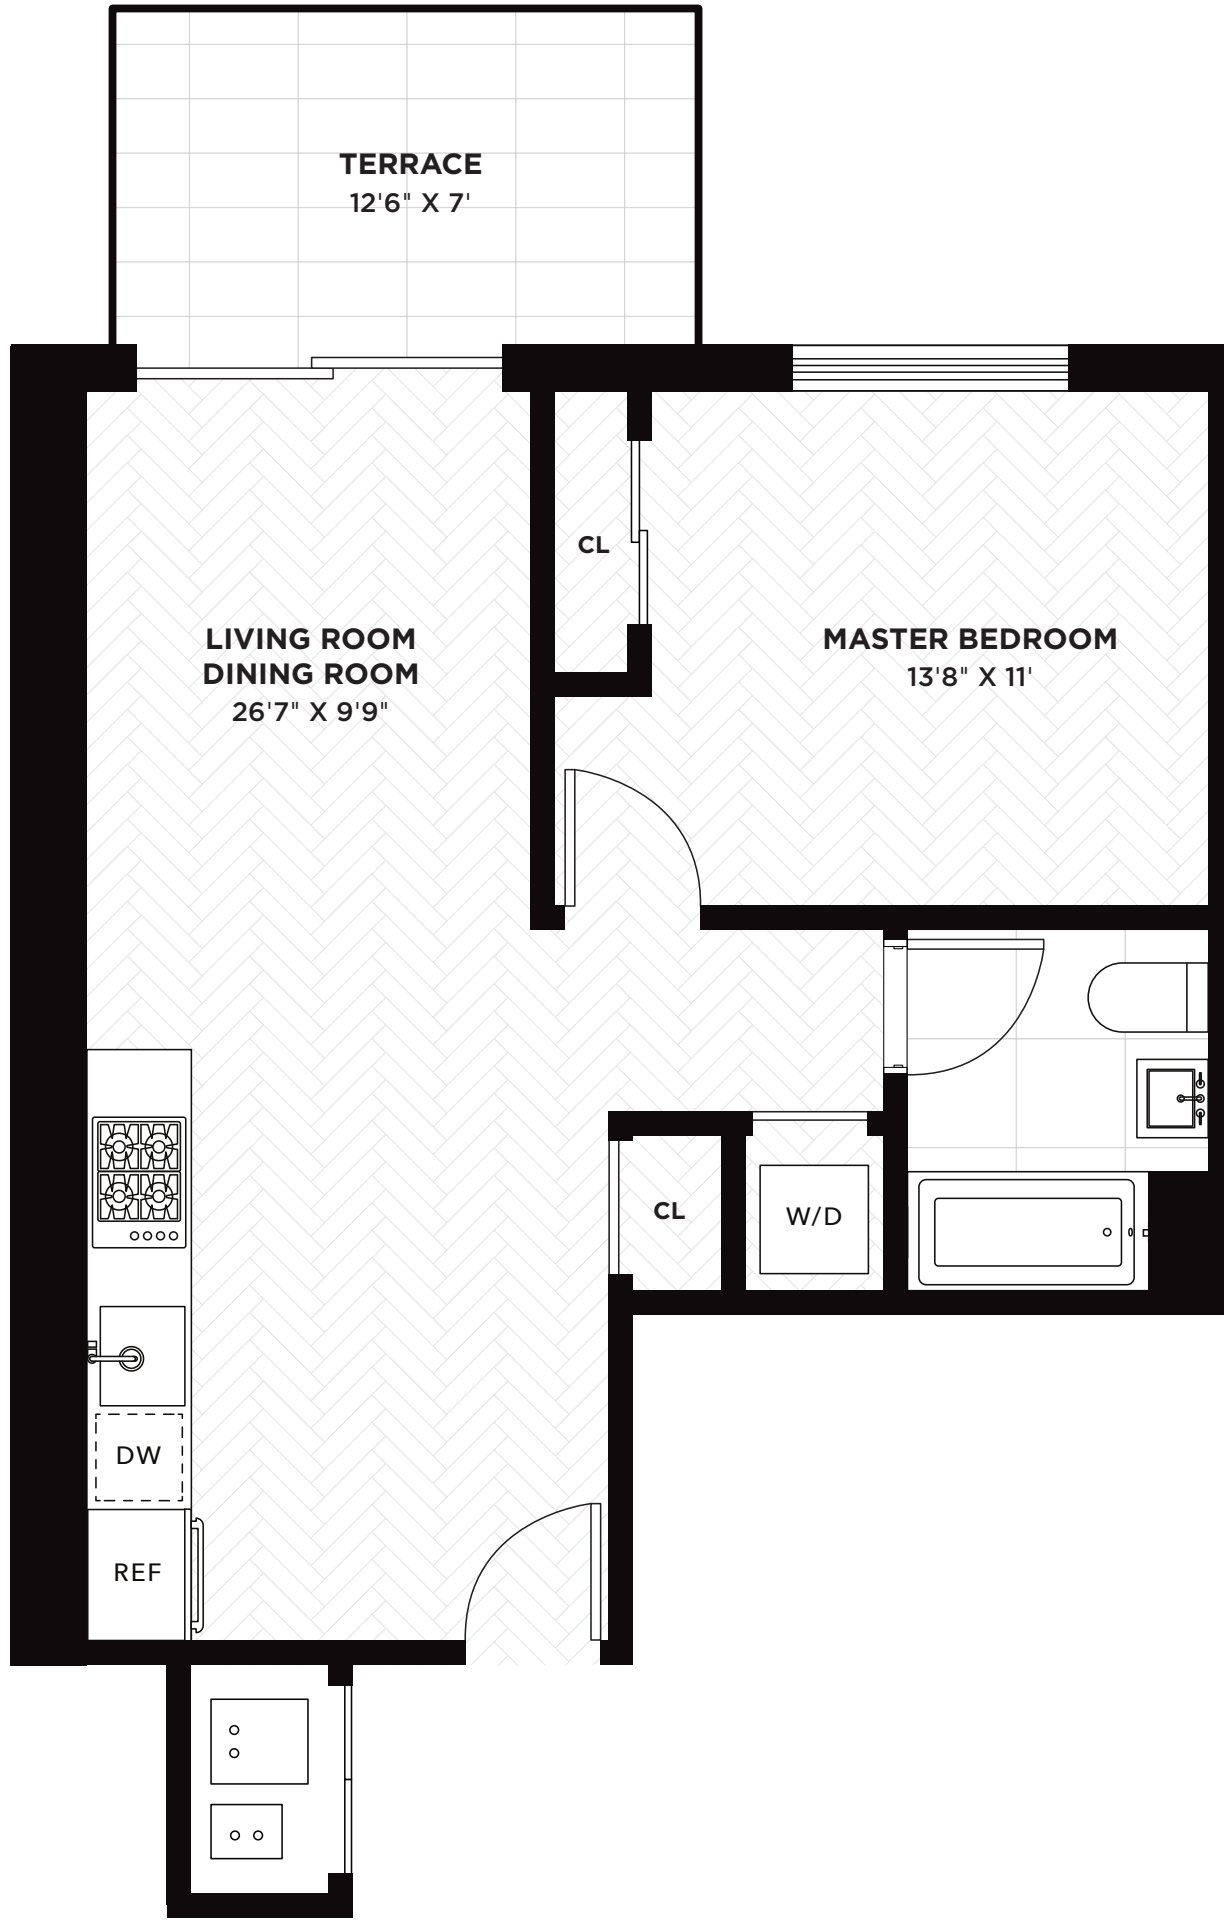 TERRACE
12'6" X 7'
CL
LIVING ROOM
DINING ROOM
26'7" X 9'9"
MASTER BEDROOM
13'8" X 11'
CL
W/D
DW
REF